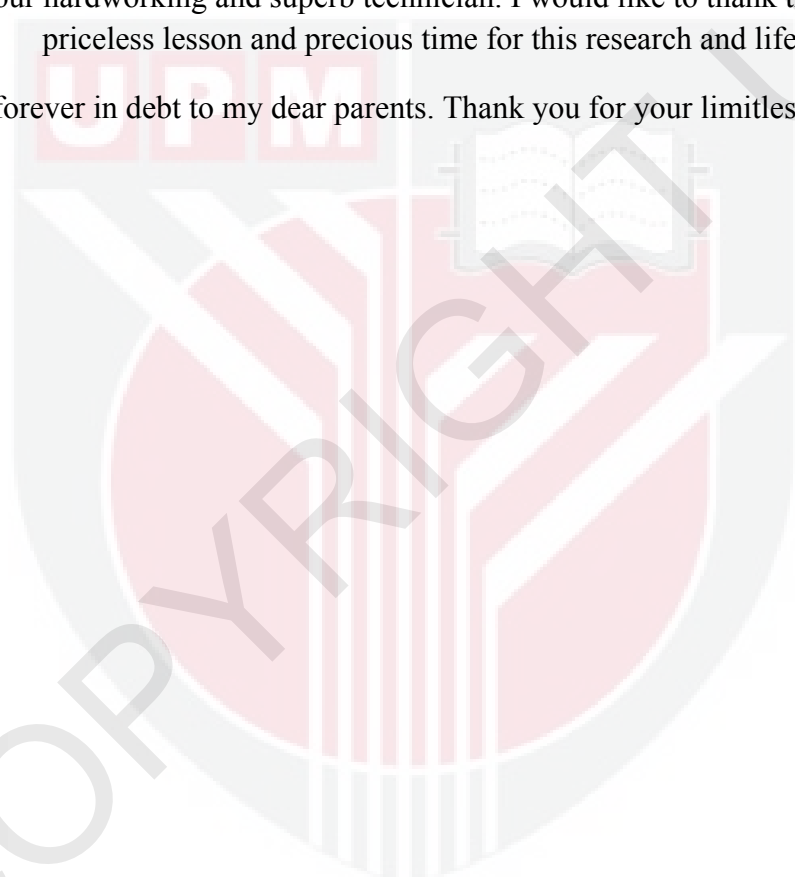 our hardworking and superb technician. I would like to thank
priceless lesson and precious time for this research and life
forever in debt to my dear parents. Thank you for your
UPM
COPYRIGHT